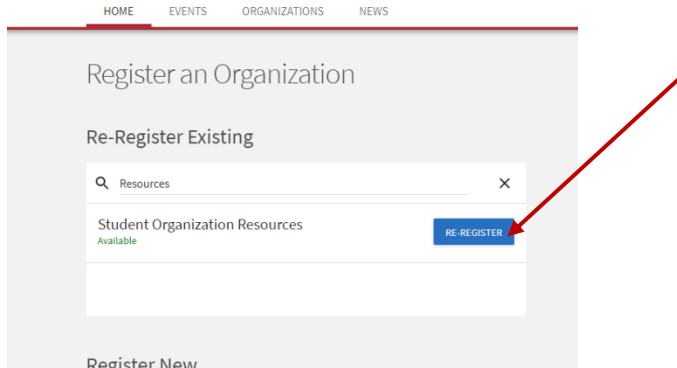 HOME EVENTS ORGANIZATIONS NEWS
Register an Organization
Re-Register Existing
Resources
Student Organization Resources
Available
RE-REGISTER
Register New